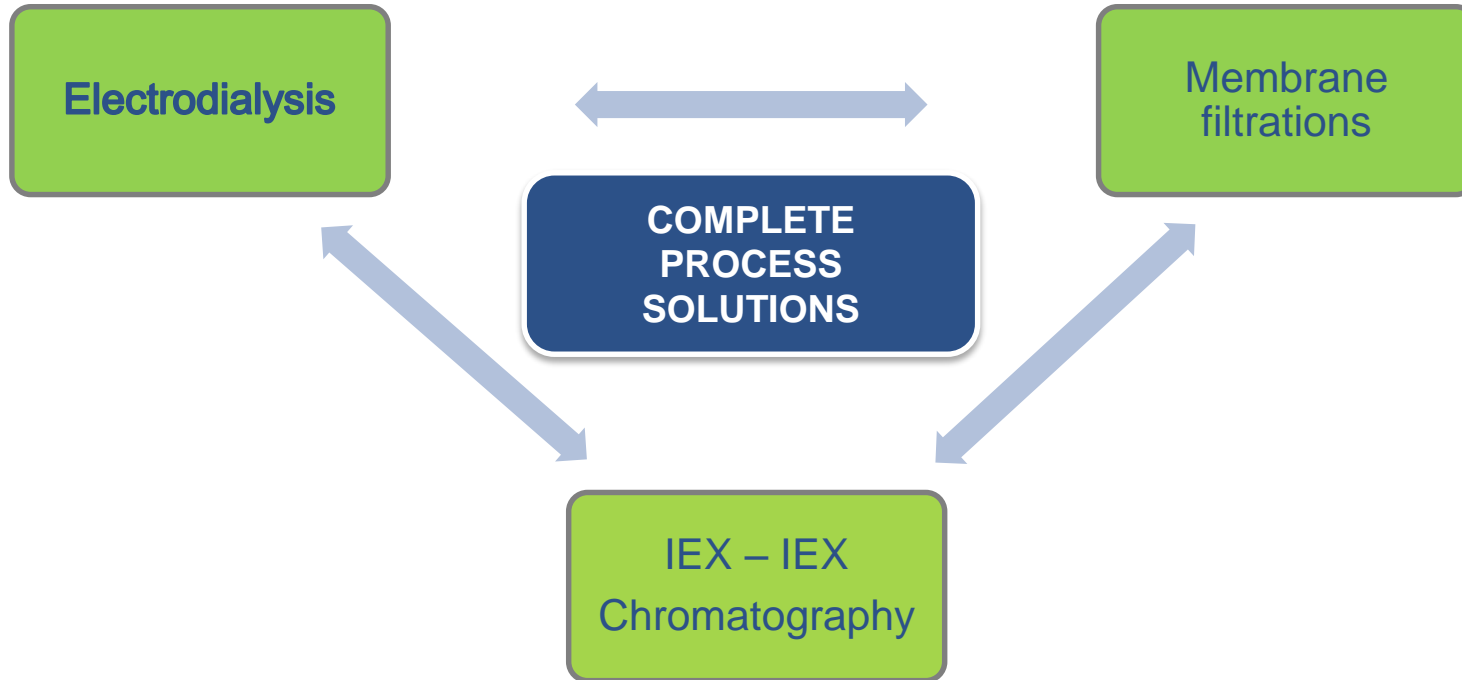 Electrodialysis
Membrane
filtrations
COMPLETE
PROCESS
SOLUTIONS
IEX – IEX
Chromatography